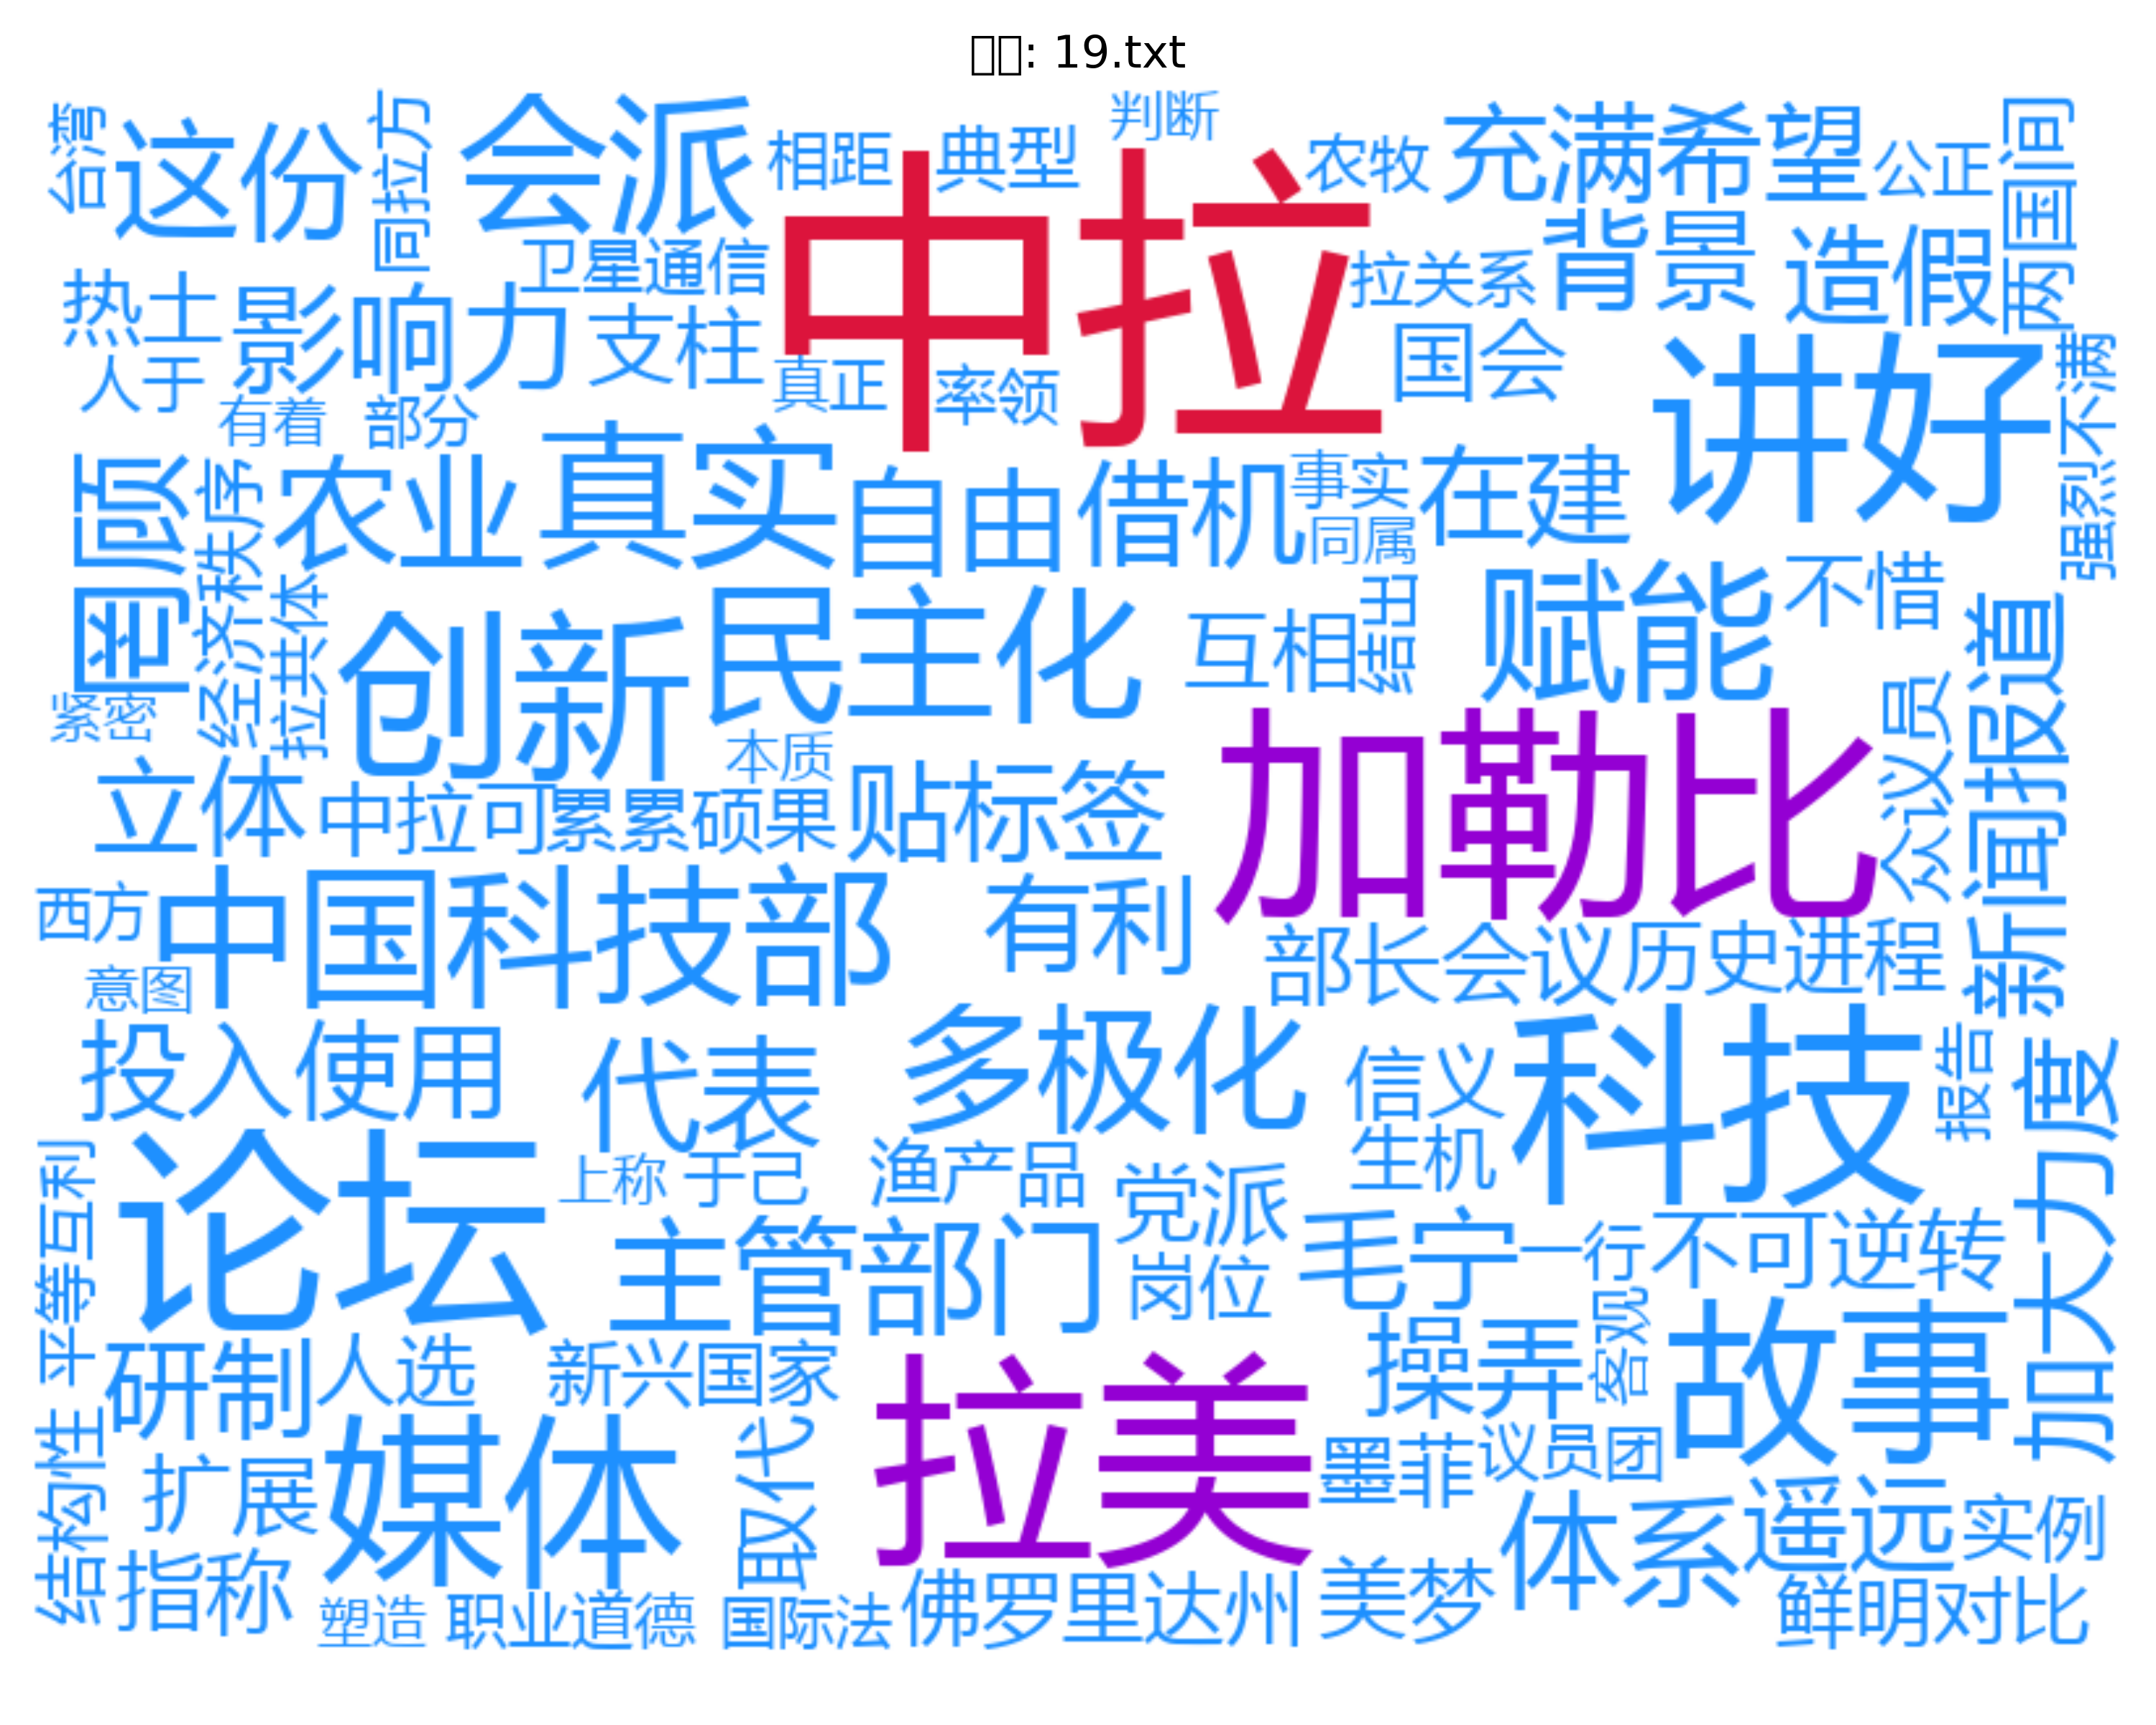 : 19.txt
台湾
这份
向拉方
会派
相距
典型
判断
农牧
充满希望
公正
两国间
中拉
卫星通信
拉关系
背景
造假
热土
影响力
支柱
国会
讲好
强烈不满
人于
有着
部分
真正
率领
回应
经济秩序
农业
真实
自由
借机
事实
同属
在建
拉共体
创新
民主化
互相
结出
赋能
不惜
新闻报道
紧密
本质
加勒比
众议员
立体
中拉可
累累硕果
贴标签
西方
中国科技部
有利
部长会议
历史进程
意图
投入使用
代表
多极化
信义
科技
报告
加大力度
平等互利
论坛
上称
于己
渔产品
党派
生机
主管部门
岗位
毛宁
一行
不可逆转
研制
人选
新兴国家
拉美
操弄
客观
故事
结构性
扩展
媒体
取代
墨菲
议员团
体系
遥远
实例
指称
塑造
职业道德
国际法
佛罗里达州
美梦
鲜明对比